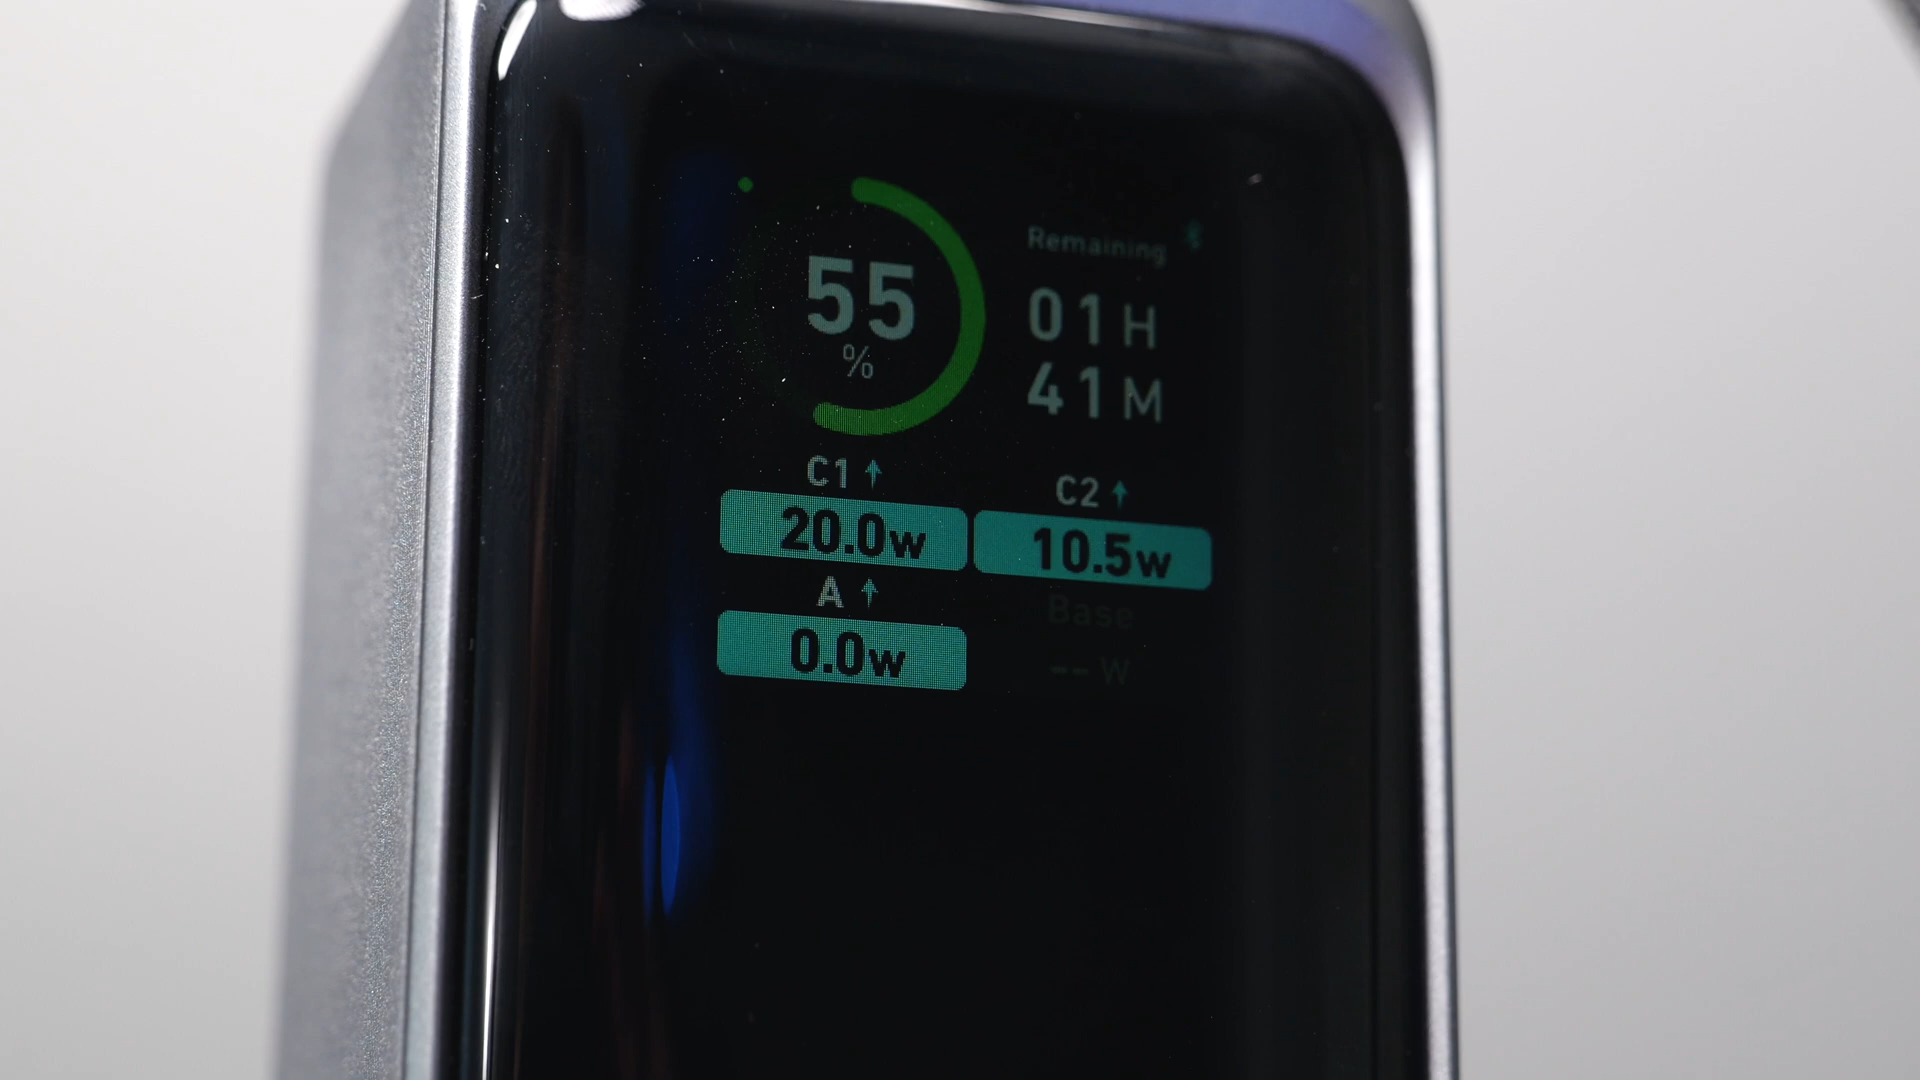 55
%
Remaining
01H
41M
C1 ↑
20.0w
C2 ↑
10.5w
A ↑
0.0w
Base
-- W